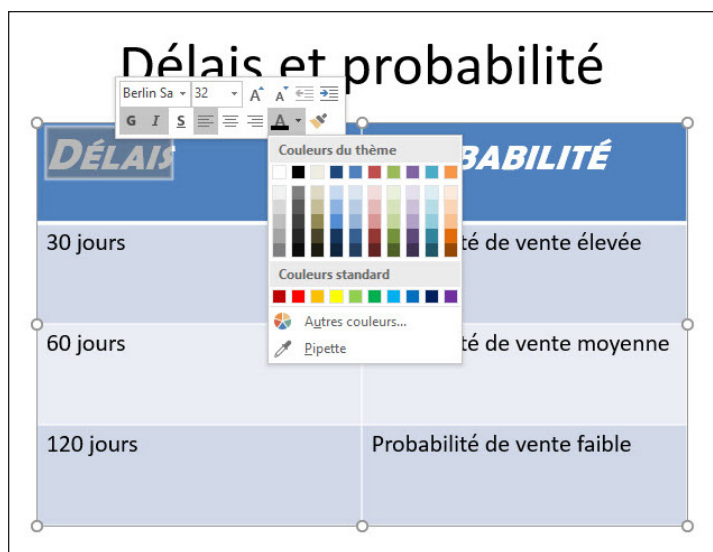 Délais et probabilité
Berlin Sa 32 A A
G I S A
DÉLAIS
BABILITÉ
Couleurs du thème
30 jours
té de vente élevée
Couleurs standard
Autres couleurs...
Pipette
60 jours
té de vente moyenne
120 jours
Probabilité de vente faible